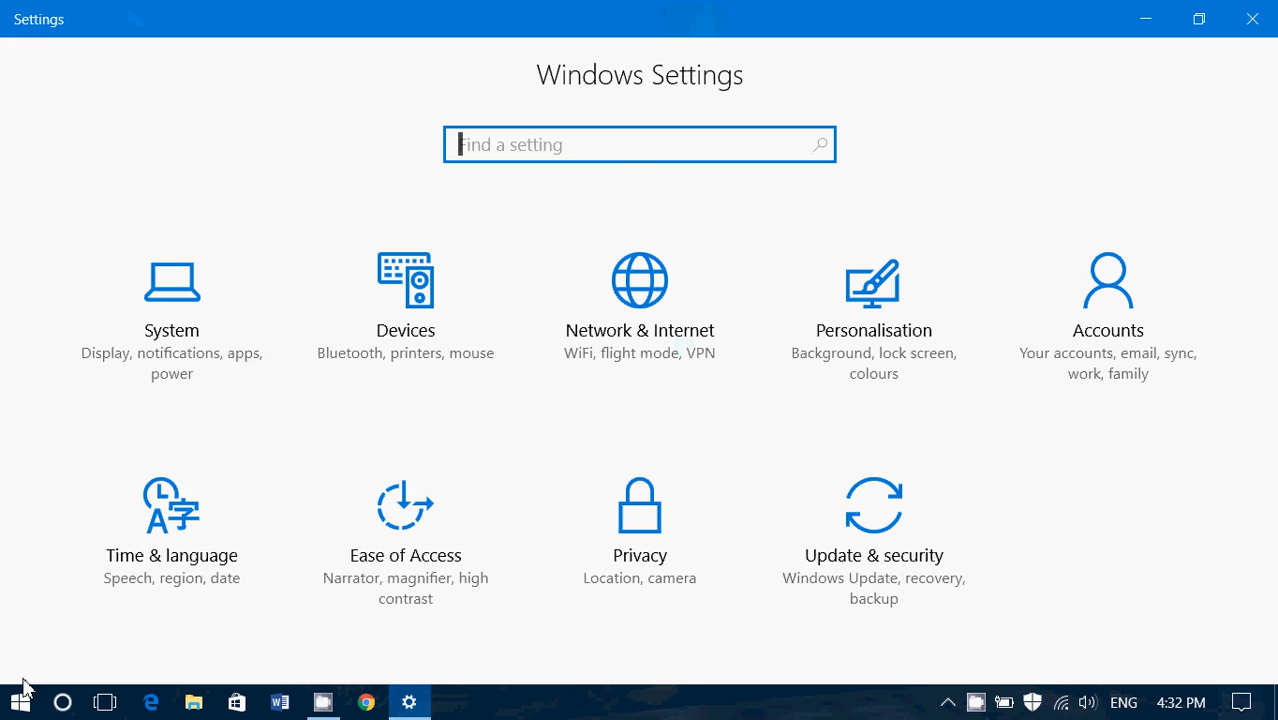 Settings
Windows Settings
Find a setting
System
Display, notifications, apps,
power
Devices
Bluetooth, printers, mouse
Network & Internet
WiFi, flight mode, VPN
Personalisation
Background, lock screen,
colours
Accounts
Your accounts, email, sync,
work, family
Time & language
Speech, region, date
Ease of Access
Narrator, magnifier, high
contrast
Privacy
Location, camera
Update & security
Windows Update, recovery,
backup
ENG
4:32 PM